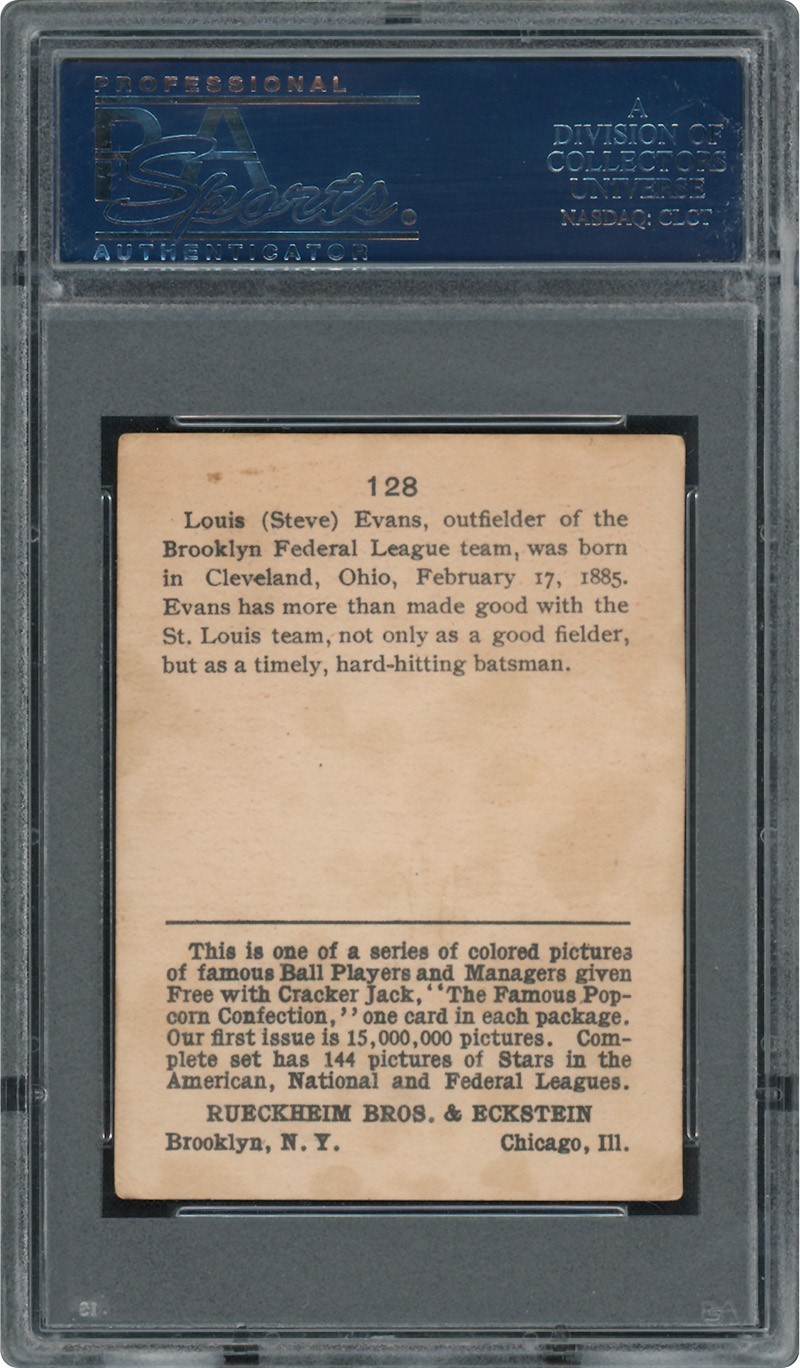 PROFESSIONAL
PSA
Sports®
AUTHENTICATOR
A
DIVISION OF
COLLECTORS
UNIVERSE
NASDAQ: CLCT
128
Louis (Steve) Evans, outfielder of the
Brooklyn Federal League team, was born
in Cleveland, Ohio, February 17, 1885.
Evans has more than made good with the
St. Louis team, not only as a good fielder,
but as a timely, hard-hitting batsman.
This is one of a series of colored pictures
of famous Ball Players and Managers given
Free with Cracker Jack, "The Famous Pop-
corn Confection," one card in each package.
Our first issue is 15,000,000 pictures. Com-
plete set has 144 pictures of Stars in the
American, National and Federal Leagues.
RUECKHEIM BROS. & ECKSTEIN
Brooklyn, N. Y. Chicago, Ill.
PSA